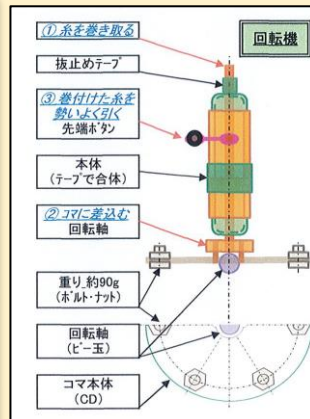 ① 糸を巻き取る
回転機
抜止めテープ
③ 巻付けた糸を
勢いよく引く
先端ボタン
本体
(テープで合体)
② コマに差込む
回転軸
重り_約90g
(ボルト・ナット)
回転軸
(ビー玉)
コマ本体
(CD)